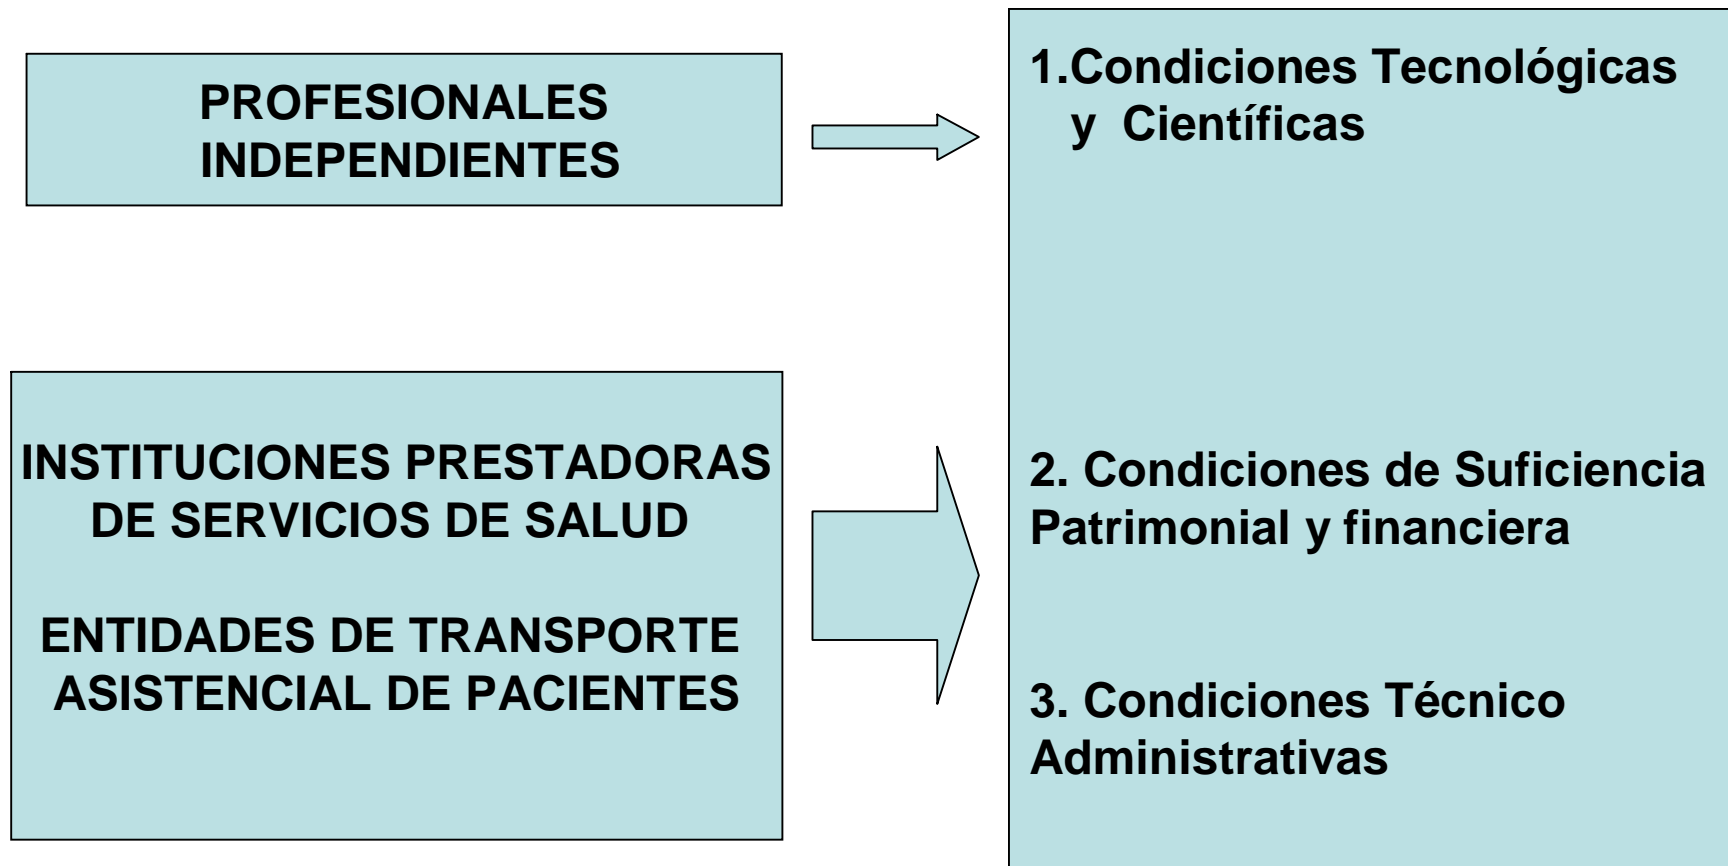 PROFESIONALES
INDEPENDIENTES
1.Condiciones Tecnológicas
y Científicas
INSTITUCIONES PRESTADORAS
DE SERVICIOS DE SALUD
ENTIDADES DE TRANSPORTE
ASISTENCIAL DE PACIENTES
2. Condiciones de Suficiencia
Patrimonial y financiera
3. Condiciones Técnico
Administrativas